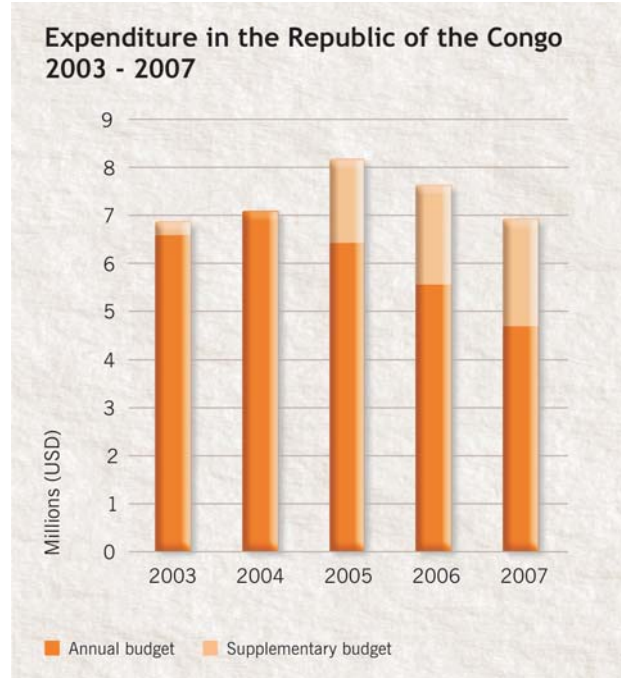 Expenditure in the Republic of the Congo
2003 - 2007
9
8
7
6
5
4
3
2
1
0
Millions (USD)
2003 2004 2005 2006 2007
Annual budget Supplementary budget